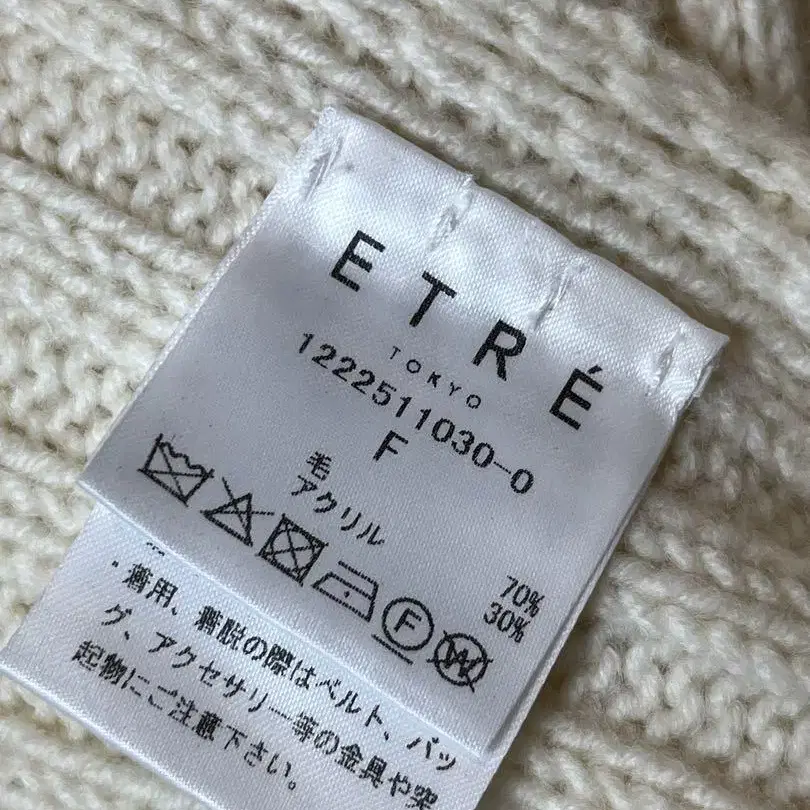 ETRÉ
TOKYO
1222511030-0
F
毛 70%
アクリル 30%
F
W
・着用、着脱の際はベルト、バッ
グ、アクセサリー等の金具や突
起物にご注意下さい。